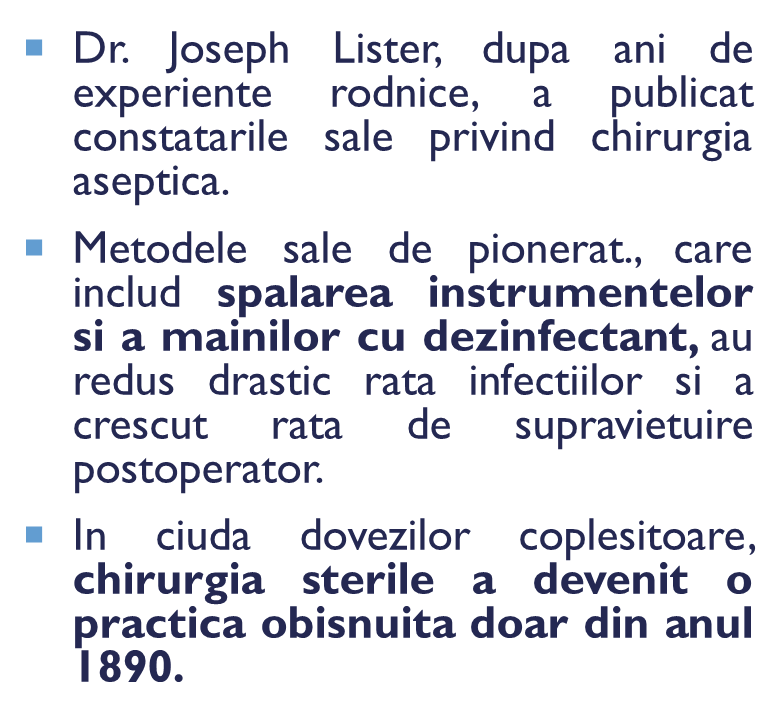 Dr. Joseph Lister, dupa ani de
experiente rodnice, a publicat
constatarile sale privind chirurgia
aseptica.
Metodele sale de pionerat., care
includ spalarea instrumentelor
si a mainilor cu dezinfectant, au
redus drastic rata infectiilor si a
crescut rata de supravietuire
postoperator.
In ciuda dovezilor coplesitoare,
chirurgia sterile a devenit o
practica obisnuita doar din anul
1890.